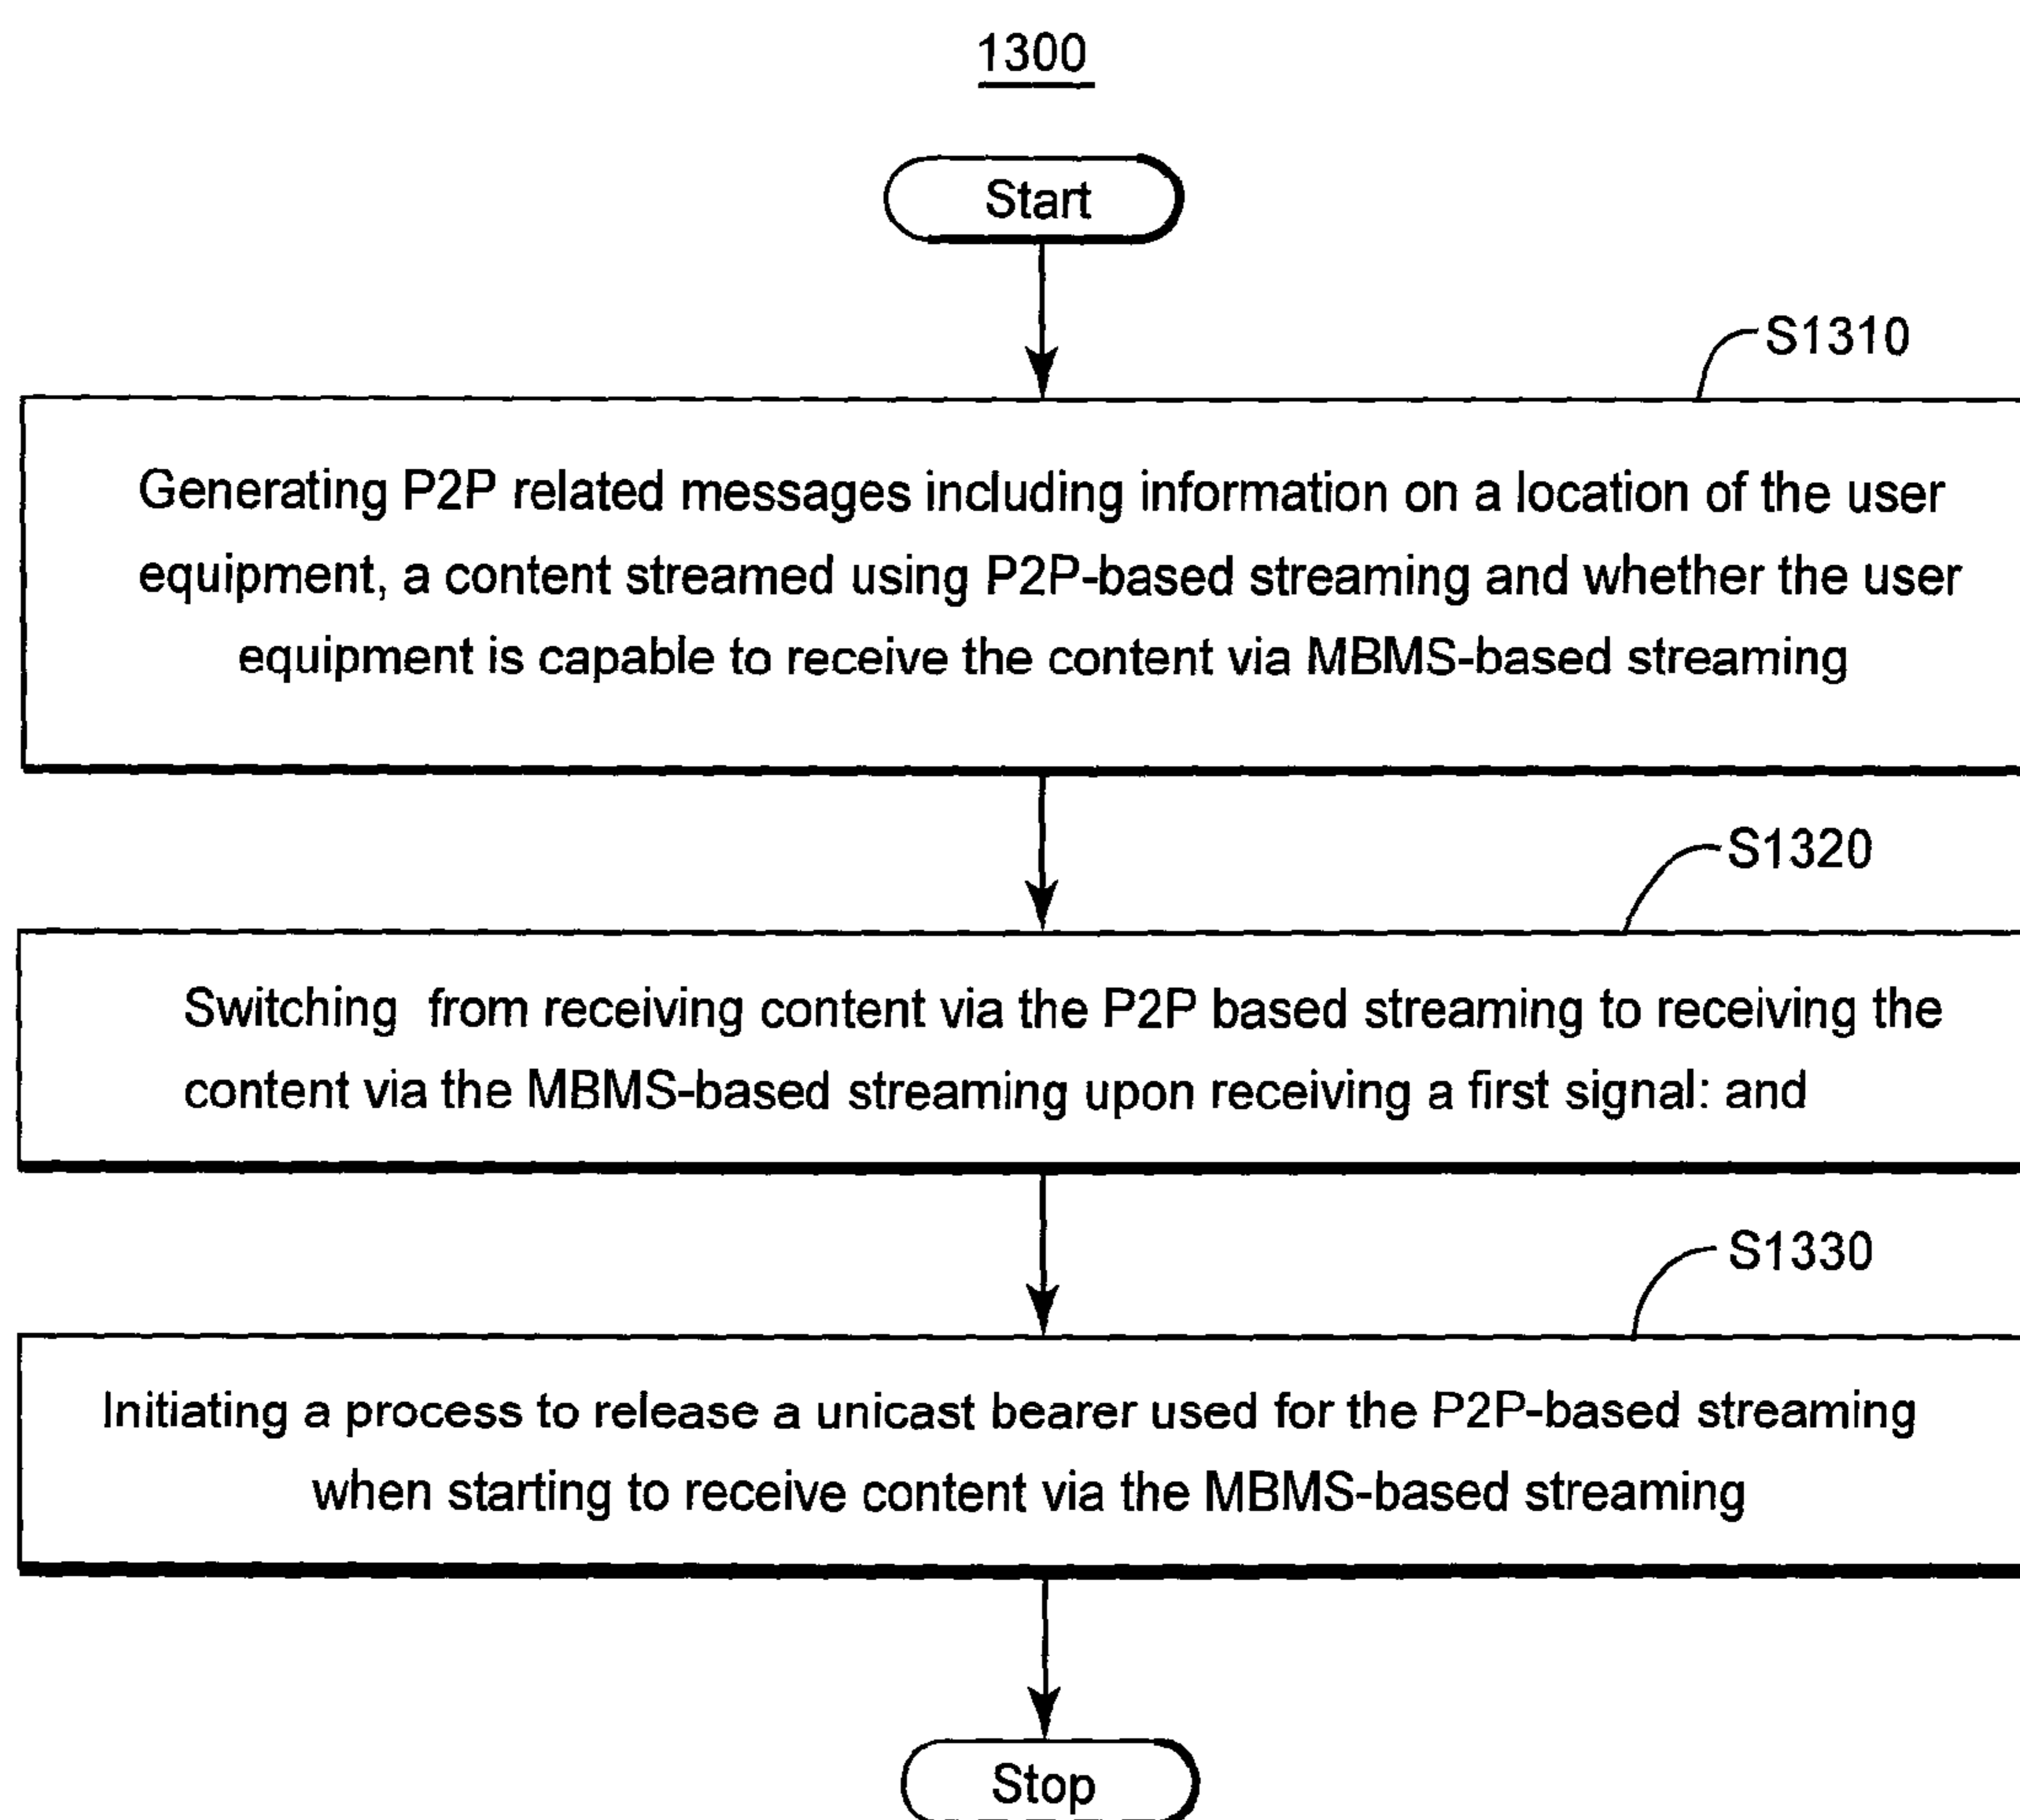 1300
Start
S1310
Generating P2P related messages including information on a location of the user
equipment, a content streamed using P2P-based streaming and whether the user
equipment is capable to receive the content via MBMS-based streaming
S1320
Switching from receiving content via the P2P based streaming to receiving the
content via the MBMS-based streaming upon receiving a first signal: and
S1330
Initiating a process to release a unicast bearer used for the P2P-based streaming
when starting to receive content via the MBMS-based streaming
Stop